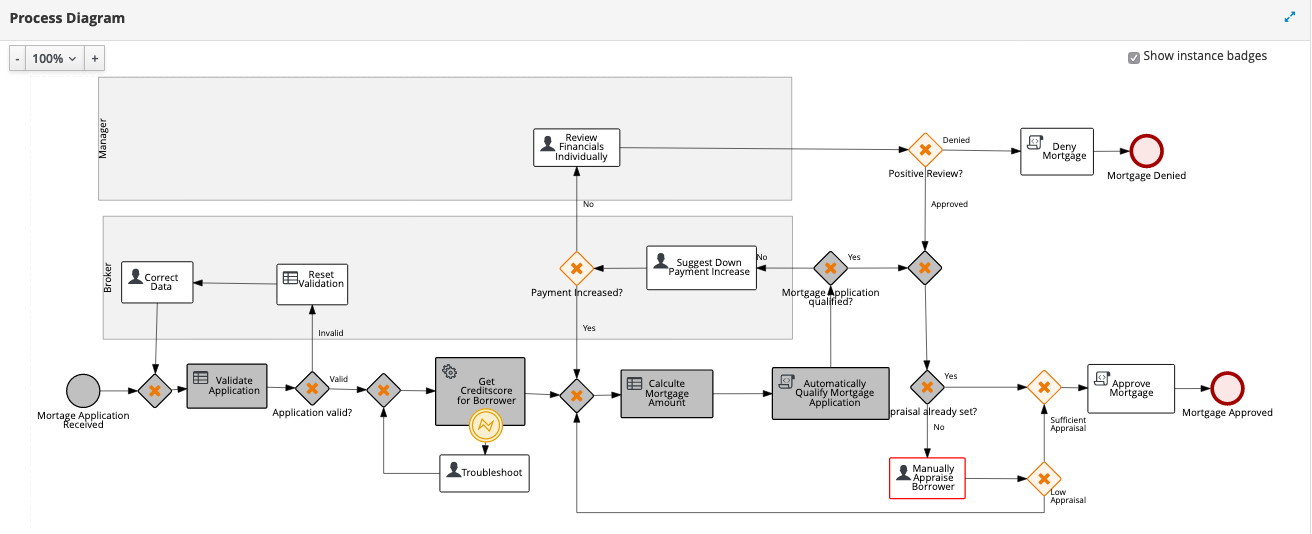 Process Diagram
-
100%
+
Show instance badges
Manager
Review
Financials
Individually
Denied
Positive Review?
Deny
Mortgage
Mortgage Denied
No
Approved
Broker
Correct
Data
Reset
Validation
Payment Increased?
Suggest Down
Payment Increase
No
Yes
Mortgage Application
qualified?
Invalid
Yes
Mortage Application
Received
Validate
Application
Valid
Application valid?
Get
Creditscore
for Borrower
Calculte
Mortgage
Amount
Automatically
Qualify Mortgage
Application
Yes
praisal already set?
No
Approve
Mortgage
Mortgage Approved
Sufficient
Appraisal
Troubleshoot
Manually
Appraise
Borrower
Low
Appraisal